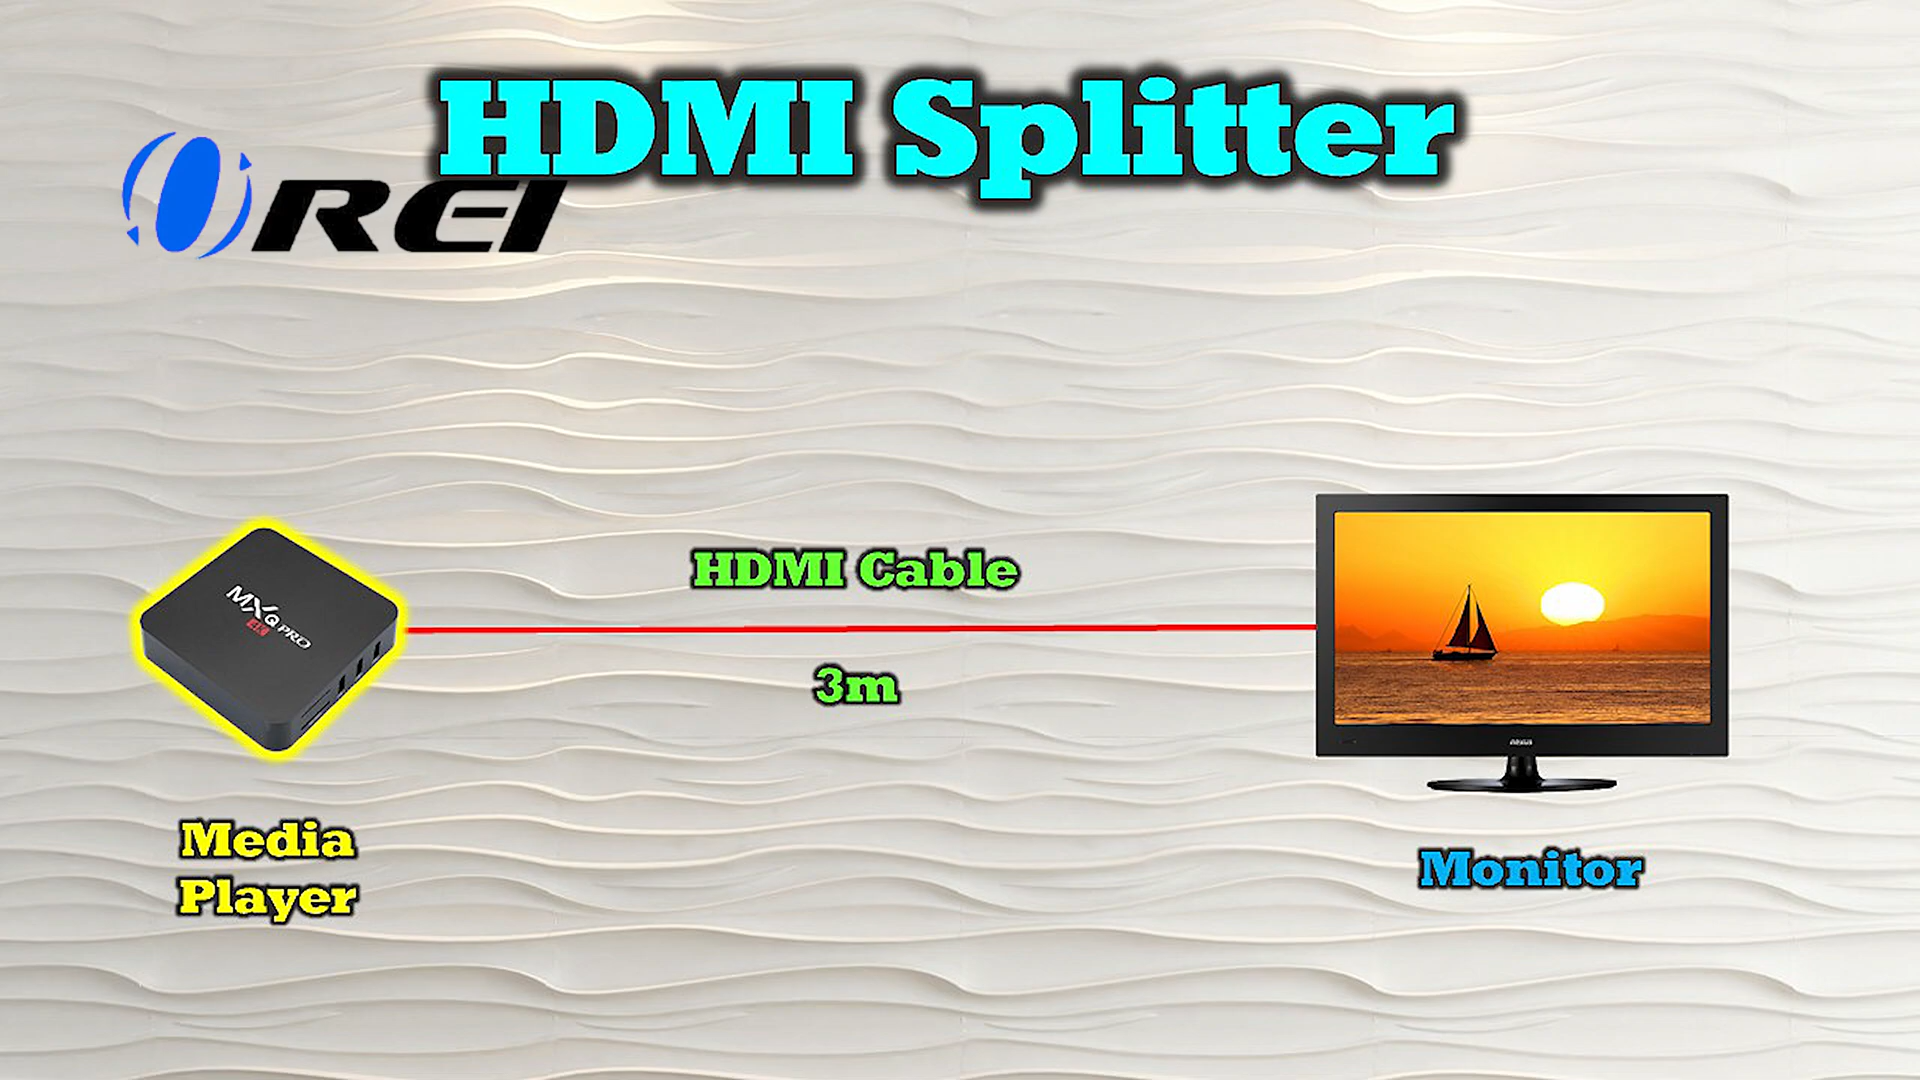 HDMI Splitter
OREI
HDMI Cable
MXQ PRO
3m
Media
Player
Monitor